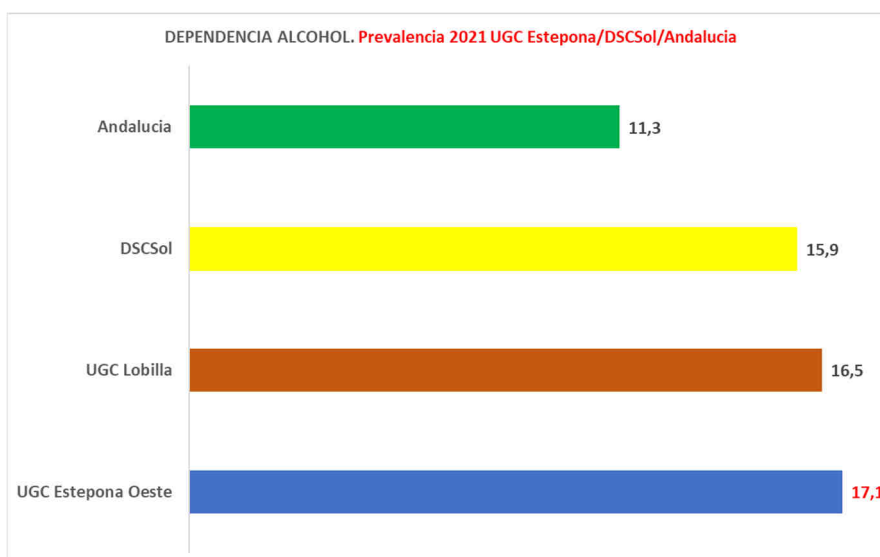 DEPENDENCIA ALCOHOL. Prevalencia 2021 UGC Estepona/DSCSol/Andalucia
Andalucia 11,3
DSCSol 15,9
UGC Lobilla 16,5
UGC Estepona Oeste 17,1